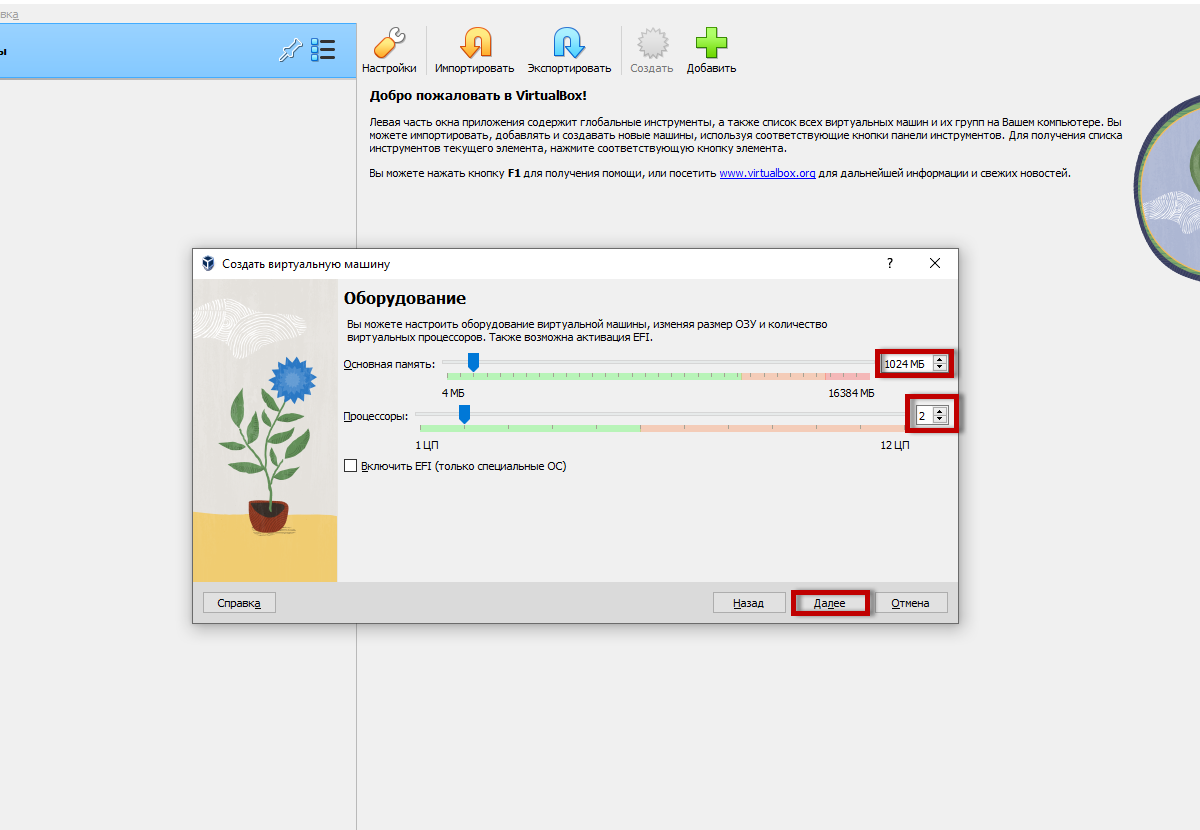 вка
ы
Настройки
Импортировать
Экспортировать
Создать
Добавить
Добро пожаловать в VirtualBox!
Левая часть окна приложения содержит глобальные инструменты, а также список всех виртуальных машин и их групп на Вашем компьютере. Вы
можете импортировать, добавлять и создавать новые машины, используя соответствующие кнопки панели инструментов. Для получения списка
инструментов текущего элемента, нажмите соответствующую кнопку элемента.
Вы можете нажать кнопку F1 для получения помощи, или посетить www.virtualbox.org для дальнейшей информации и свежих новостей.
Создать виртуальную машину
?
Оборудование
Вы можете настроить оборудование виртуальной машины, изменяя размер ОЗУ и количество
виртуальных процессоров. Также возможна активация EFI.
Основная память:
1024 МБ
4 МБ
16384 МБ
Процессоры:
2
1 ЦП
12 ЦП
Включить EFI (только специальные ОС)
Справка
Назад
Далее
Отмена